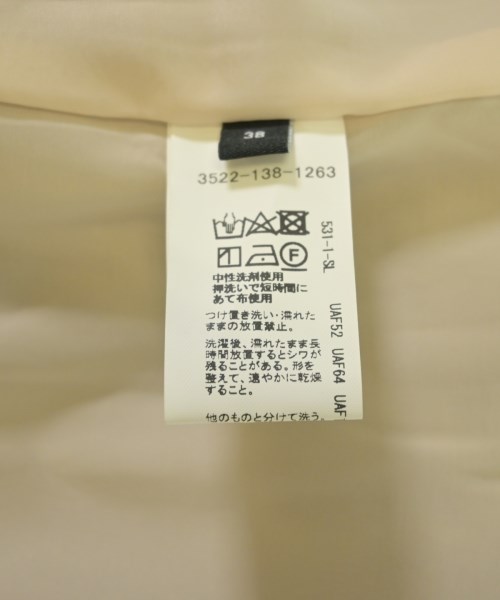 38
3522-138-1263
中性洗剤使用
押洗いで短時間に
あて布使用
つけ置き洗い・濡れた
ままの放置禁止。
洗濯後、濡れたまま長
時間放置するとシワが
残ることがある。形を
整えて、速やかに乾燥
すること。
他のものと分けて洗う。
531-1-SL
UAF52 UAF64 UAF